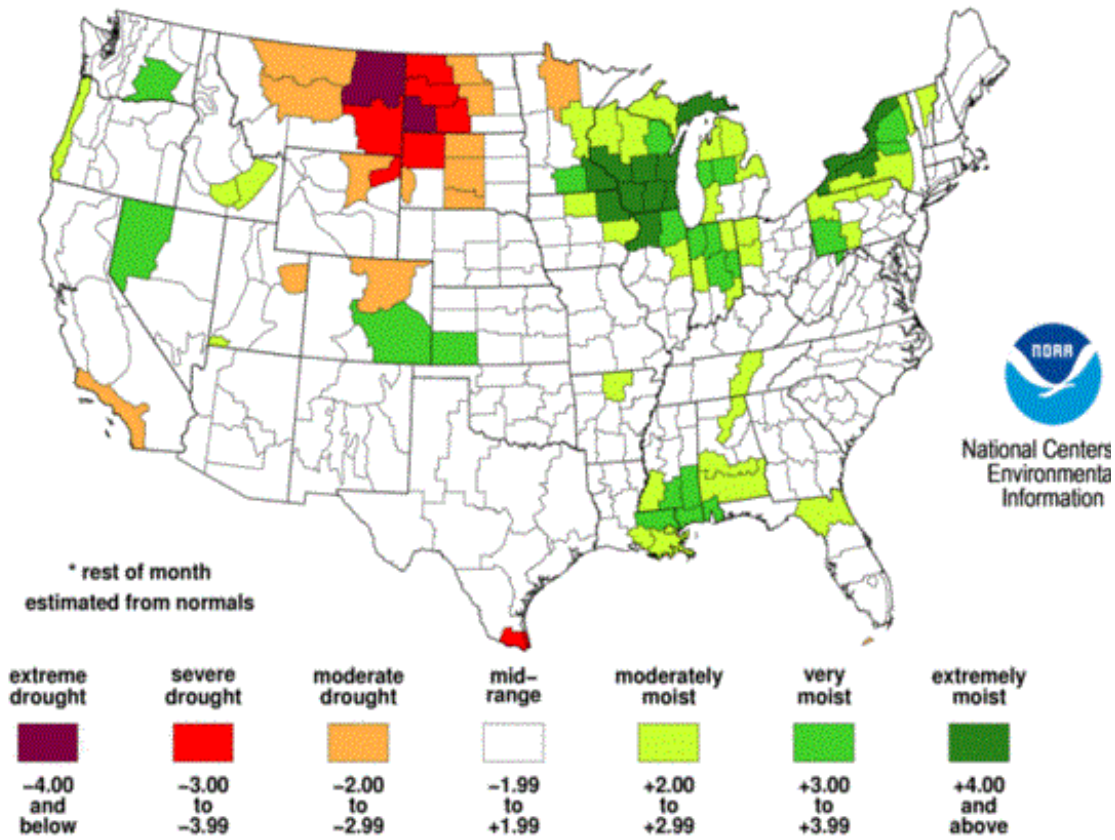 NOAA
National Centers
Environmenta
Information
* rest of month
estimated from normals
extreme
drought
severe
drought
moderate
drought
mid–
range
moderately
moist
very
moist
extremely
moist
–4.00
and
below
–3.00
to
–3.99
–2.00
to
–2.99
–1.99
to
+1.99
+2.00
to
+2.99
+3.00
to
+3.99
+4.00
and
above